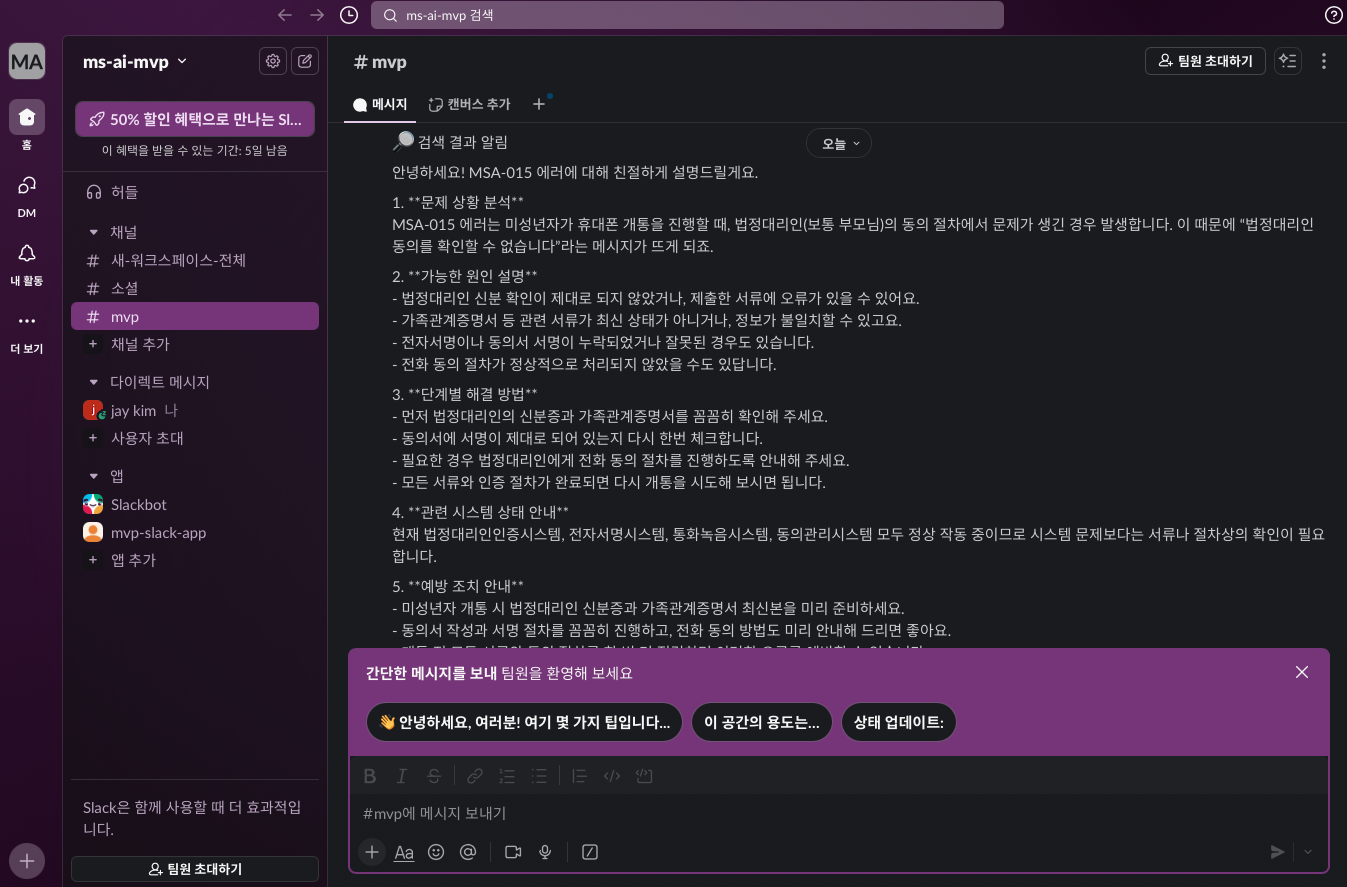 ms-ai-mvp 검색
MA
홈
DM
내 활동
더 보기
ms-ai-mvp
50% 할인 혜택으로 만나는 Sl...
이 혜택을 받을 수 있는 기간: 5일 남음
허들
채널
# 새-워크스페이스-전체
# 소셜
# mvp
+ 채널 추가
다이렉트 메시지
j jay kim 나
+ 사용자 초대
앱
Slackbot
mvp-slack-app
+ 앱 추가
Slack은 함께 사용할 때 더 효과적입
니다.
팀원 초대하기
# mvp
팀원 초대하기
메시지
캔버스 추가
+
오늘
검색 결과 알림
안녕하세요! MSA-015 에러에 대해 친절하게 설명드릴게요.
1. **문제 상황 분석**
MSA-015 에러는 미성년자가 휴대폰 개통을 진행할 때, 법정대리인(보통 부모님)의 동의 절차에서 문제가 생긴 경우 발생합니다. 이 때문에 “법정대리인
동의를 확인할 수 없습니다”라는 메시지가 뜨게 되죠.
2. **가능한 원인 설명**
- 법정대리인 신분 확인이 제대로 되지 않았거나, 제출한 서류에 오류가 있을 수 있어요.
- 가족관계증명서 등 관련 서류가 최신 상태가 아니거나, 정보가 불일치할 수 있고요.
- 전자서명이나 동의서 서명이 누락되었거나 잘못된 경우도 있습니다.
- 전화 동의 절차가 정상적으로 처리되지 않았을 수도 있답니다.
3. **단계별 해결 방법**
- 먼저 법정대리인의 신분증과 가족관계증명서를 꼼꼼히 확인해 주세요.
- 동의서에 서명이 제대로 되어 있는지 다시 한번 체크합니다.
- 필요한 경우 법정대리인에게 전화 동의 절차를 진행하도록 안내해 주세요.
- 모든 서류와 인증 절차가 완료되면 다시 개통을 시도해 보시면 됩니다.
4. **관련 시스템 상태 안내**
현재 법정대리인인증시스템, 전자서명시스템, 통화녹음시스템, 동의관리시스템 모두 정상 작동 중이므로 시스템 문제보다는 서류나 절차상의 확인이 필요
합니다.
5. **예방 조치 안내**
- 미성년자 개통 시 법정대리인 신분증과 가족관계증명서 최신본을 미리 준비하세요.
- 동의서 작성과 서명 절차를 꼼꼼히 진행하고, 전화 동의 방법도 미리 안내해 드리면 좋아요.
간단한 메시지를 보내 팀원을 환영해 보세요
👋 안녕하세요, 여러분! 여기 몇 가지 팁입니다...
이 공간의 용도는...
상태 업데이트:
B I S
#mvp에 메시지 보내기
+ Aa @